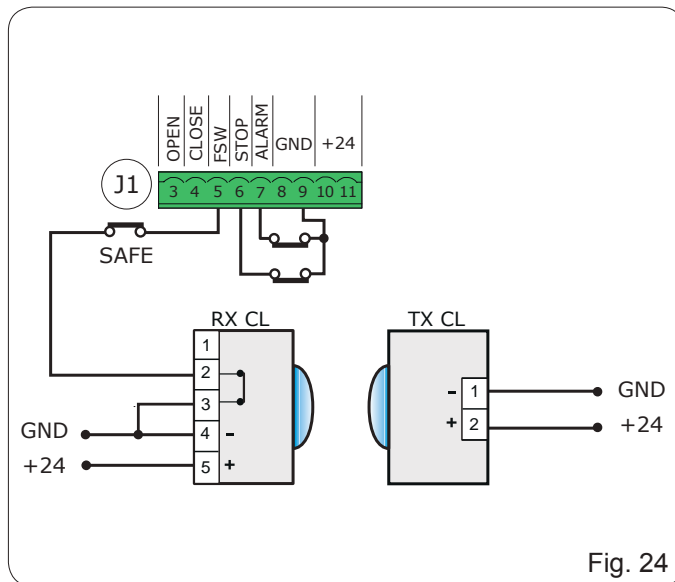 OPEN CLOSE FSW STOP ALARM GND +24
J1
3 4 5 6 7 8 9 10 11
SAFE
RX CL
TX CL
1
2
3
4 -
5 +
GND
+24
- 1
+ 2
GND
+24
Fig. 24